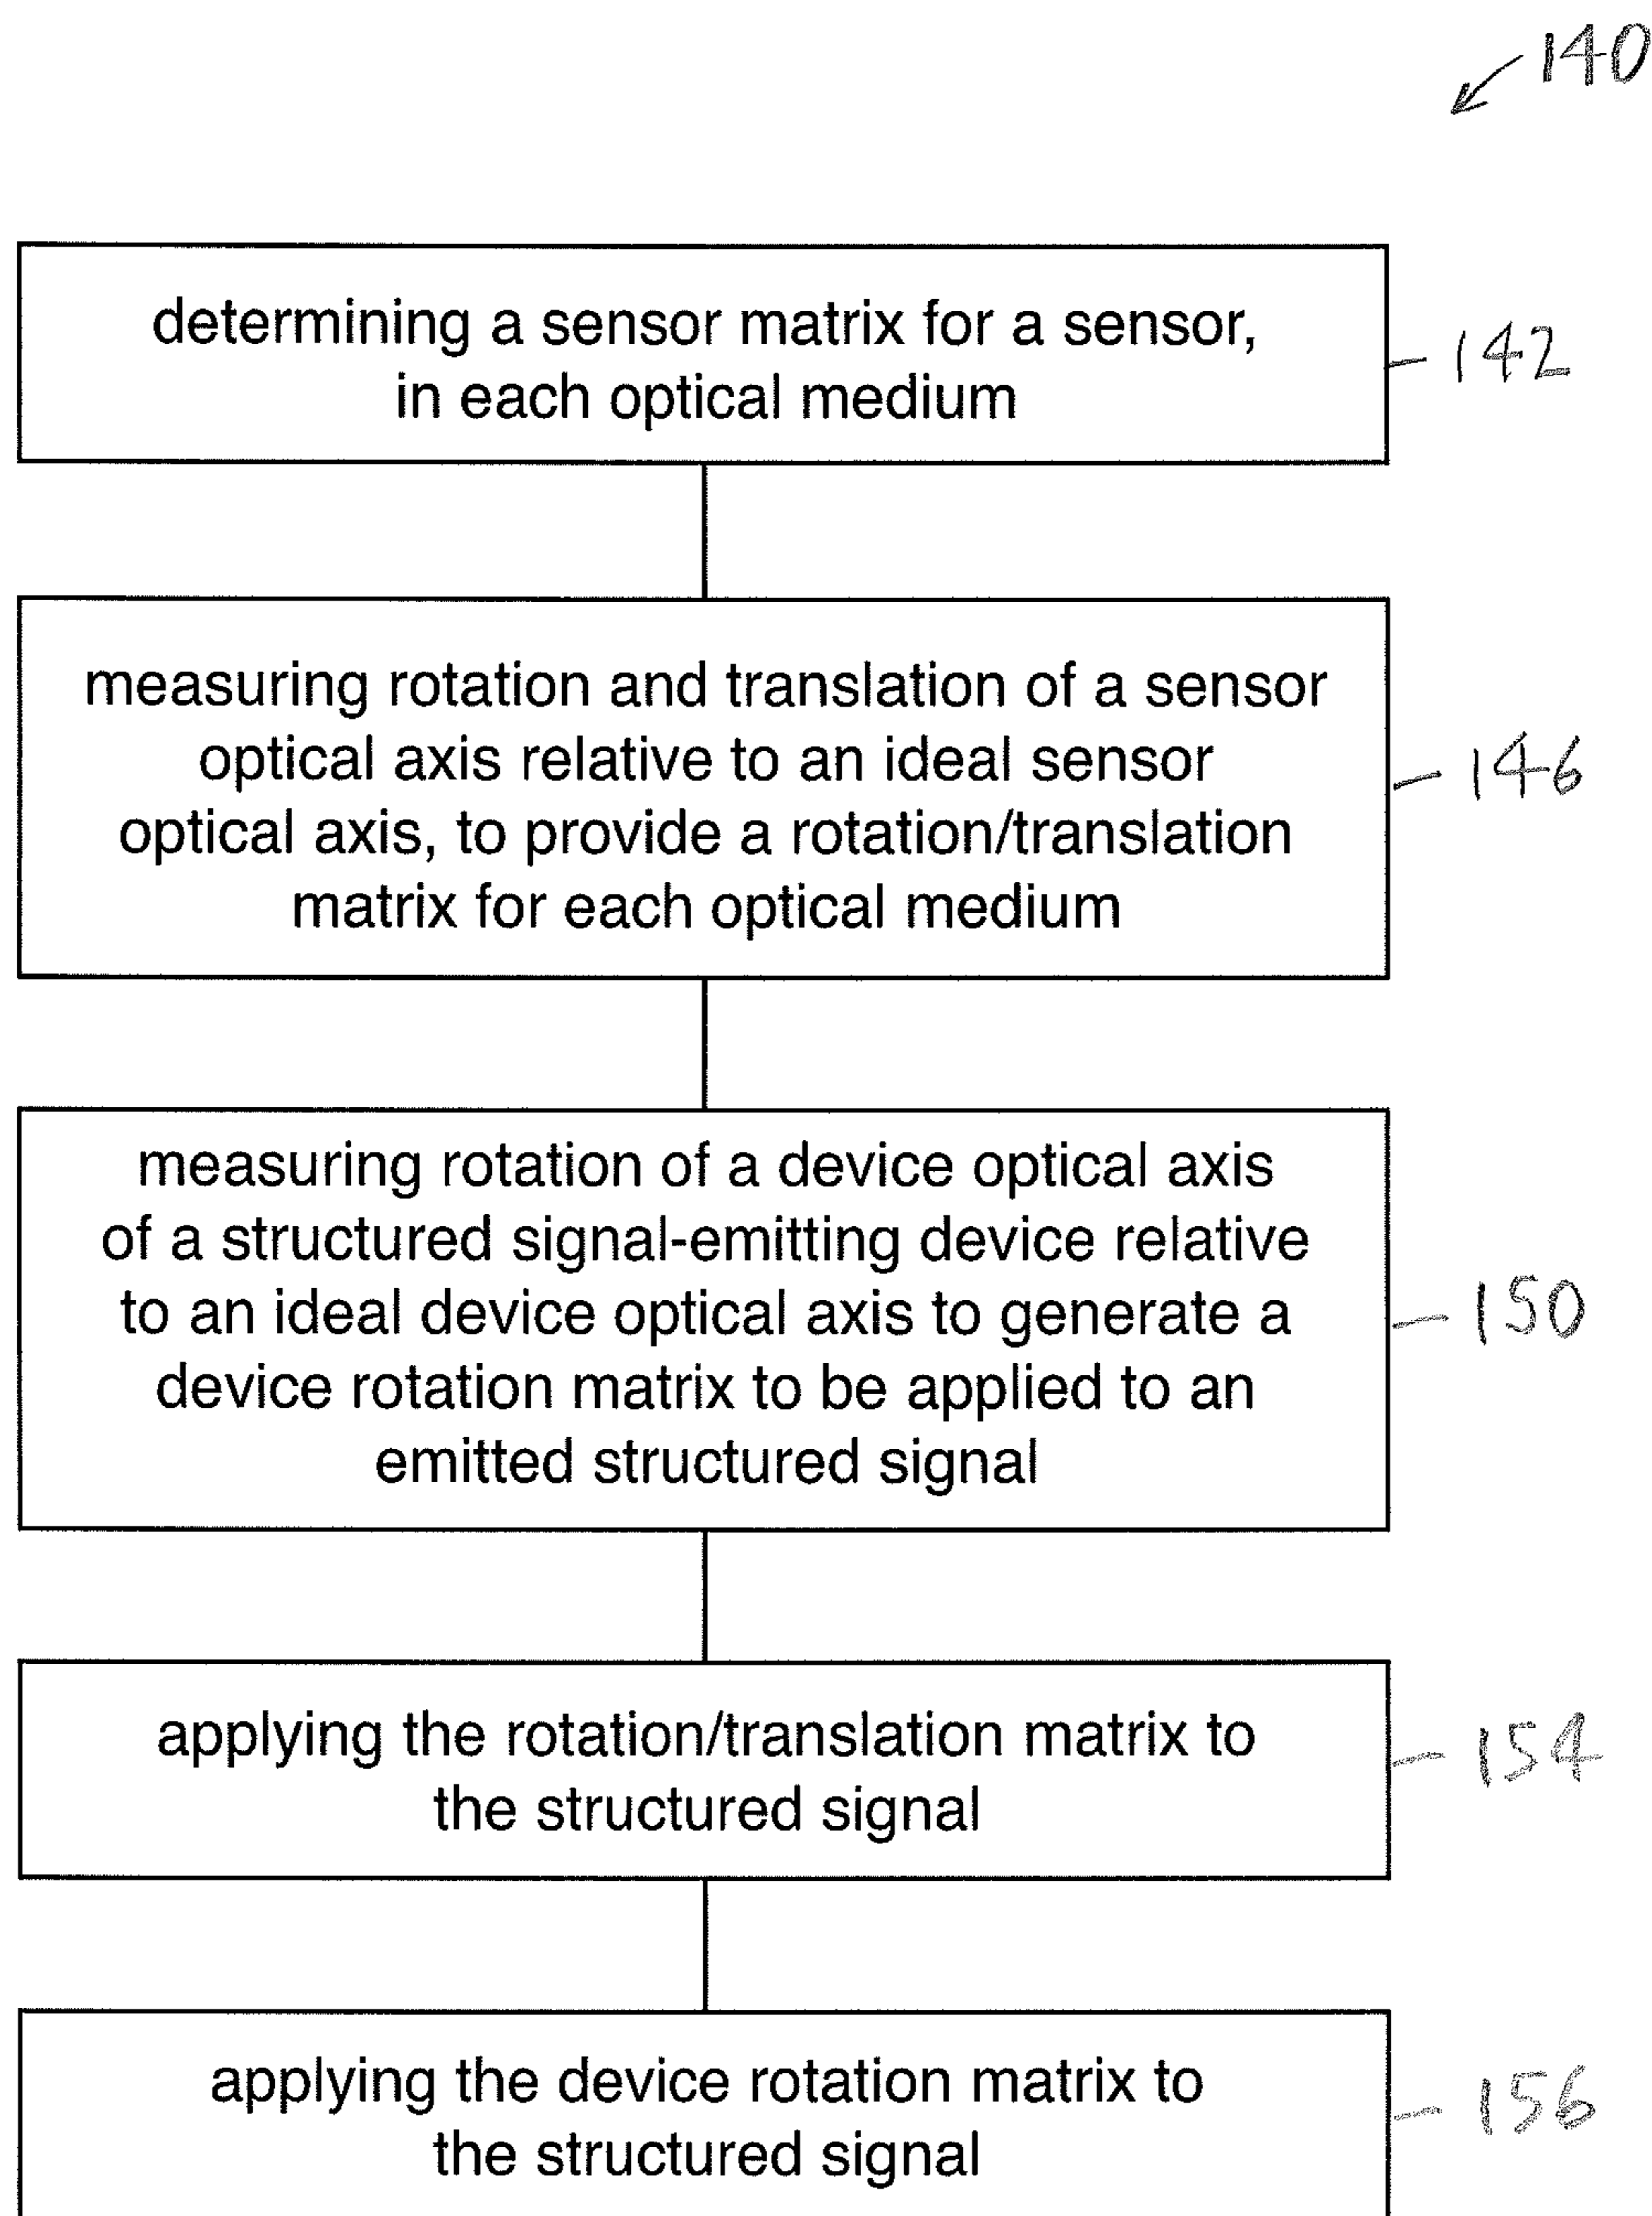 140
determining a sensor matrix for a sensor,
in each optical medium
142
measuring rotation and translation of a sensor
optical axis relative to an ideal sensor
optical axis, to provide a rotation/translation
matrix for each optical medium
146
measuring rotation of a device optical axis
of a structured signal-emitting device relative
to an ideal device optical axis to generate a
device rotation matrix to be applied to an
emitted structured signal
150
applying the rotation/translation matrix to
the structured signal
154
applying the device rotation matrix to
the structured signal
156